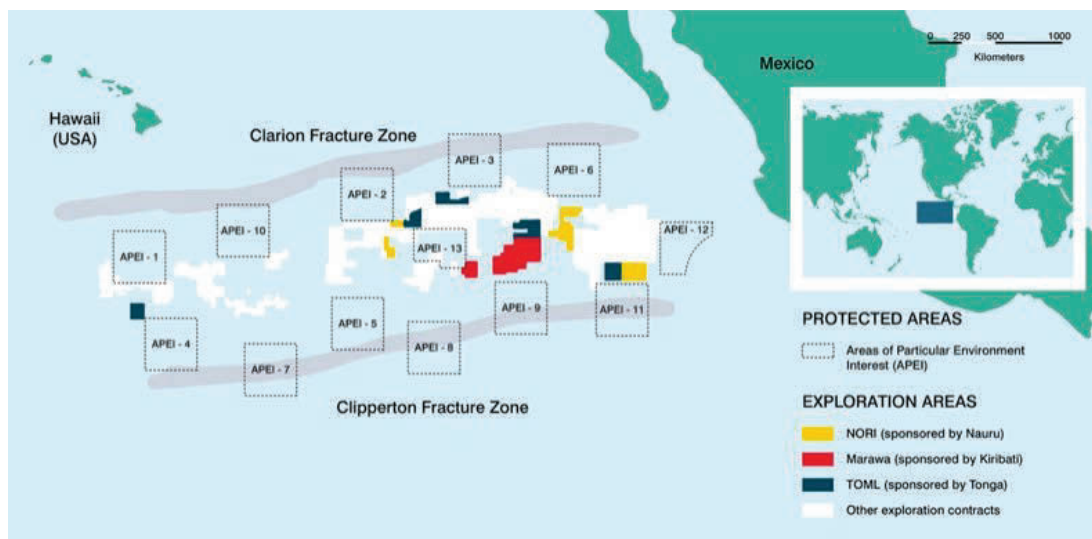 0 250 500 1000
Kilometers
Mexico
Hawaii
(USA)
Clarion Fracture Zone
APEI - 3
APEI - 6
APEI - 2
APEI - 10
APEI - 12
APEI - 13
APEI - 1
APEI - 9
APEI - 11
APEI - 5
APEI - 8
APEI - 4
APEI - 7
Clipperton Fracture Zone
PROTECTED AREAS
Areas of Particular Environment
Interest (APEI)
EXPLORATION AREAS
NORI (sponsored by Nauru)
Marawa (sponsored by Kiribati)
TOML (sponsored by Tonga)
Other exploration contracts